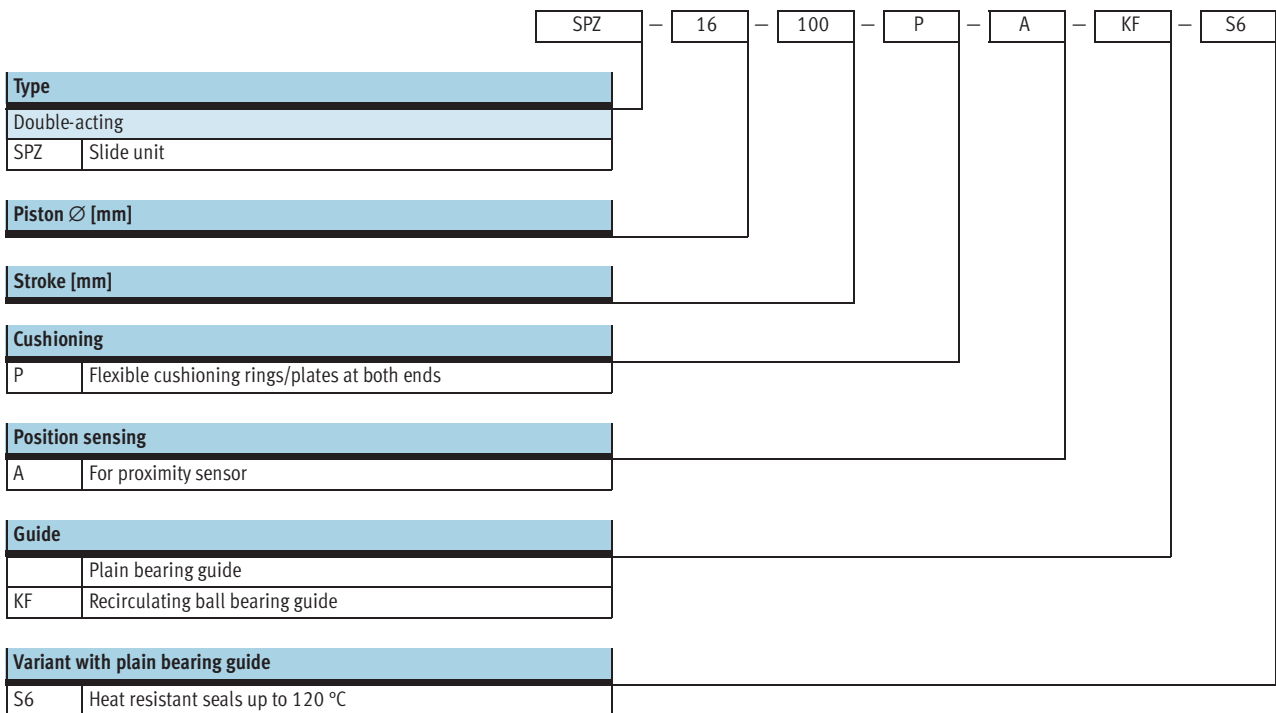 SPZ – 16 – 100 – P – A – KF – S6
Type
Double-acting
SPZ Slide unit
Piston ∅ [mm]
Stroke [mm]
Cushioning
P Flexible cushioning rings/plates at both ends
Position sensing
A For proximity sensor
Guide
Plain bearing guide
KF Recirculating ball bearing guide
Variant with plain bearing guide
S6 Heat resistant seals up to 120 °C